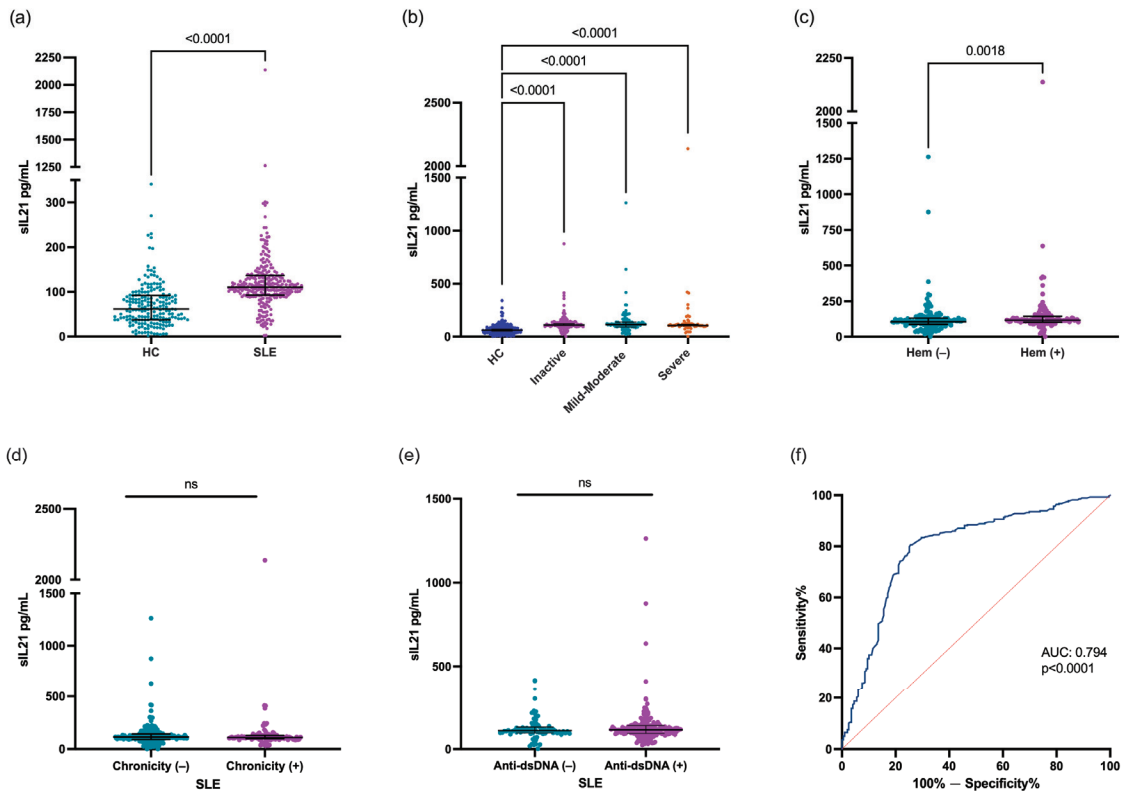 (a)
<0.0001
2250
2000
1750
1500
1250
300
200
100
0
sIL21 pg/mL
HC
SLE
(b)
<0.0001
<0.0001
<0.0001
2500
2000
1500
1000
500
0
sIL21 pg/mL
HC
Inactive
Mild-Moderate
Severe
(c)
0.0018
2250
2000
1500
1250
1000
750
500
250
0
sIL21 pg/mL
Hem (–)
Hem (+)
(d)
ns
2500
2000
1000
500
0
sIL21 pg/mL
Chronicity (–)
Chronicity (+)
SLE
(e)
ns
1500
1000
500
0
sIL21 pg/mL
Anti-dsDNA (–)
Anti-dsDNA (+)
SLE
(f)
100
80
60
40
20
0
Sensitivity%
AUC: 0.794
p<0.0001
0
20
40
60
80
100
100% — Specificity%